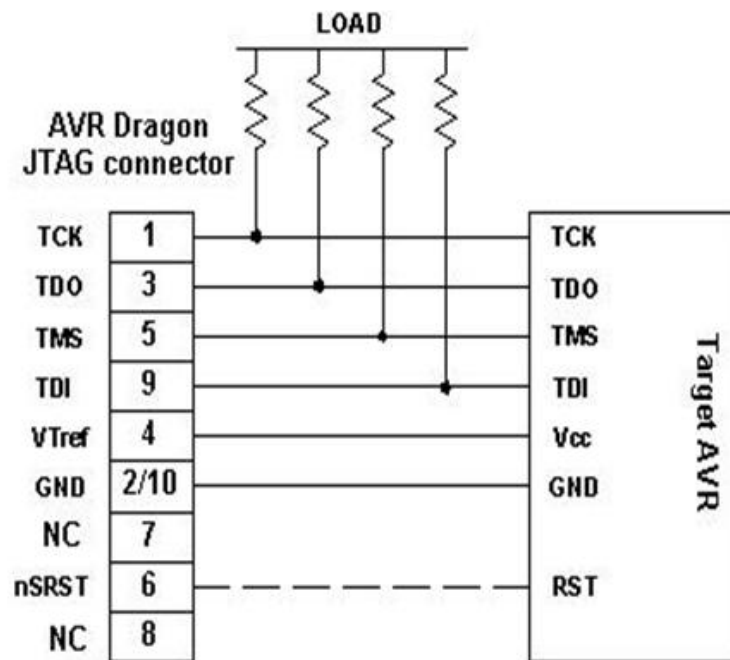 LOAD
AVR Dragon
JTAG connector
TCK 1 TCK
TDO 3 TDO
TMS 5 TMS
TDI 9 TDI
VTref 4 Vcc
GND 2/10 GND
NC 7
nSRST 6 RST
NC 8
Target AVR